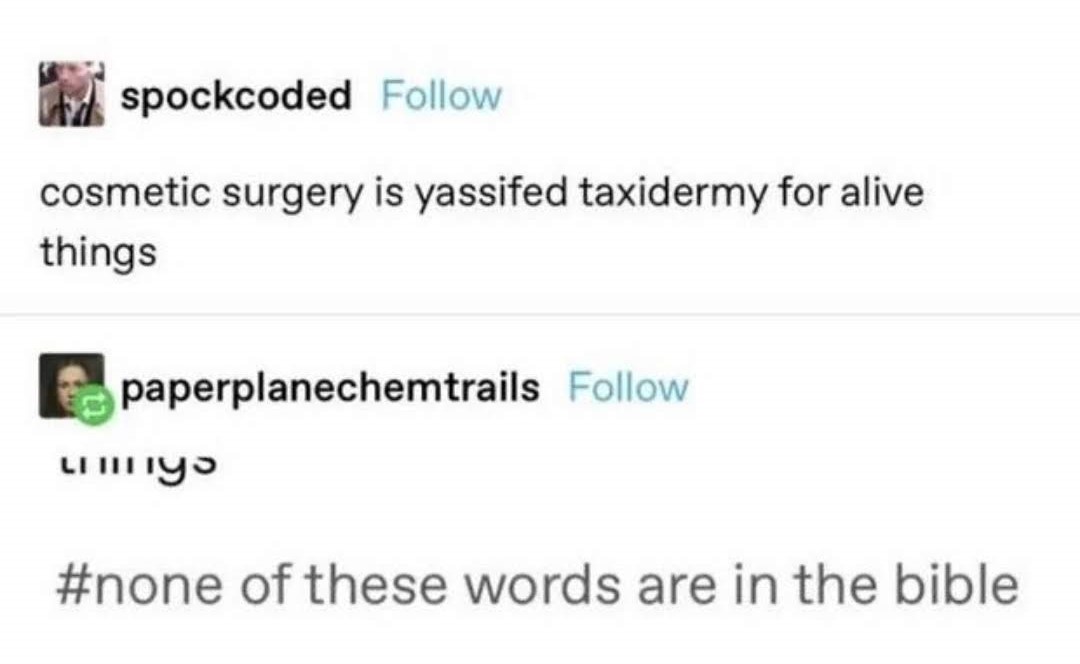 spockcoded Follow
cosmetic surgery is yassifed taxidermy for alive
things
paperplanechemtrails Follow
things
#none of these words are in the bible